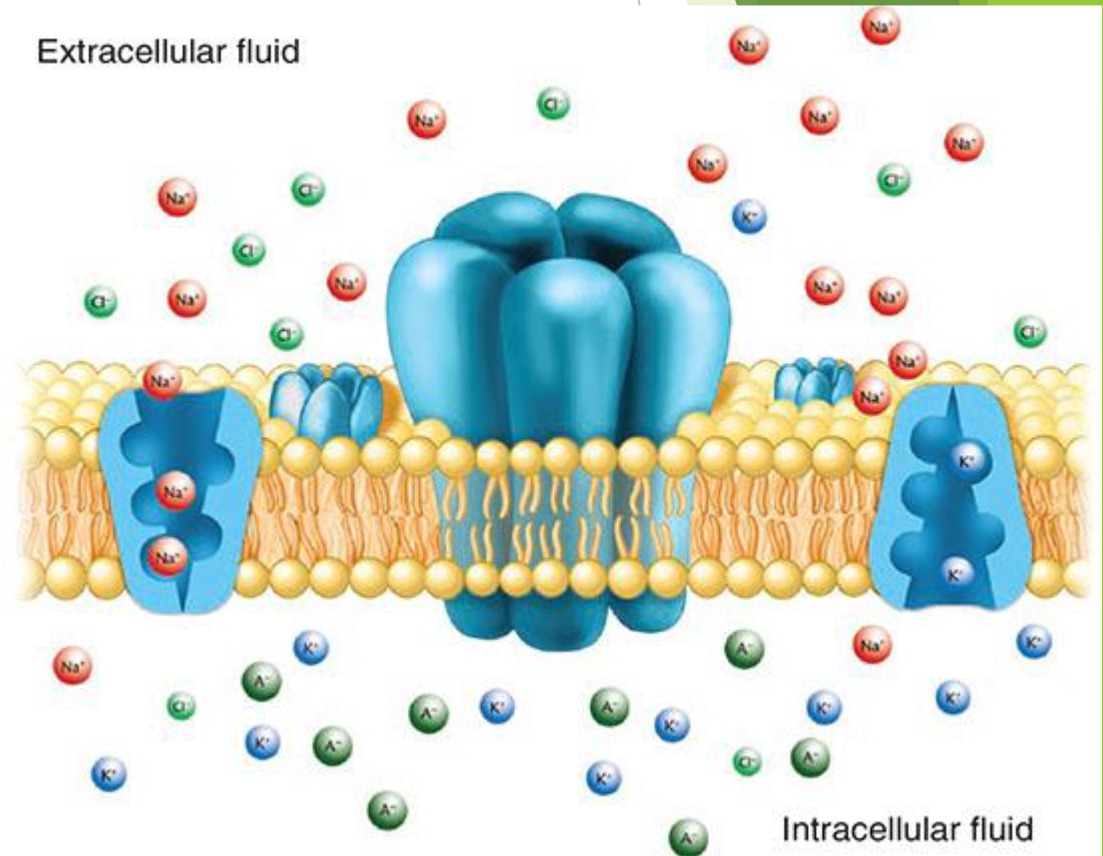 Extracellular fluid
Na⁺
Na⁺
Cl⁻
Na⁺
Na⁺
Na⁺
Na⁺
Cl⁻
Cl⁻
Na⁺
K⁺
Cl⁻
Na⁺
Na⁺
Cl⁻
Na⁺
Na⁺
Cl⁻
Cl⁻
Na⁺
Na⁺
Na⁺
K⁺
Na⁺
Na⁺
K⁺
K⁺
Na⁺
K⁺
A⁻
Na⁺
K⁺
A⁻
Cl⁻
A⁻
K⁺
A⁻
K⁺
K⁺
K⁺
K⁺
A⁻
Cl⁻
A⁻
K⁺
K⁺
A⁻
A⁻
Intracellular fluid